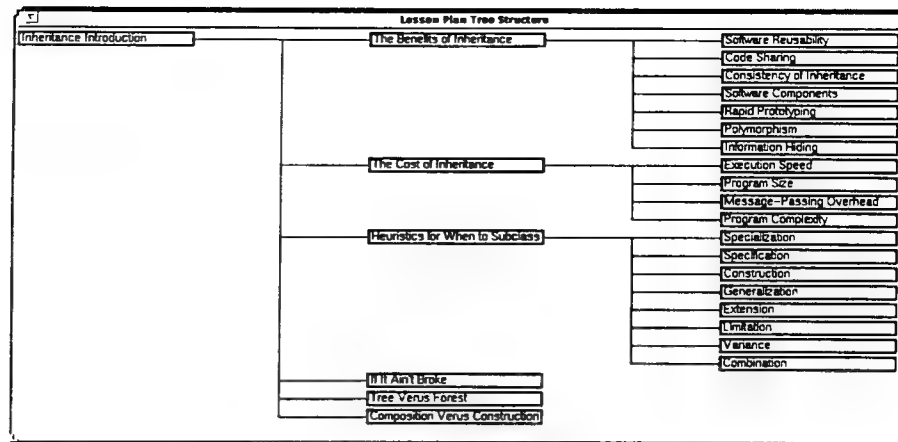 Lesson Plan Tree Structure
Inheritance Introduction
The Benefits of Inheritance
Software Reusability
Code Sharing
Consistency of Inheritance
Software Components
Rapid Prototyping
Polymorphism
Information Hiding
The Cost of Inheritance
Execution Speed
Program Size
Message-Passing Overhead
Program Complexity
Heuristics for When to Subclass
Specialization
Specification
Construction
Generalization
Extension
Limitation
Variance
Combination
If It Ain't Broke
Tree Verus Forest
Composition Verus Construction